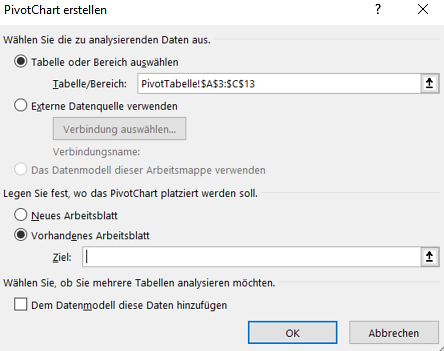 PivotChart erstellen
Wählen Sie die zu analysierenden Daten aus.
Tabelle oder Bereich auswählen
Tabelle/Bereich: PivotTabelle!$A$3:$C$13
Externe Datenquelle verwenden
Verbindung auswählen...
Verbindungsname:
Das Datenmodell dieser Arbeitsmappe verwenden
Legen Sie fest, wo das PivotChart platziert werden soll.
Neues Arbeitsblatt
Vorhandenes Arbeitsblatt
Ziel:
Wählen Sie, ob Sie mehrere Tabellen analysieren möchten.
Dem Datenmodell diese Daten hinzufügen
OK Abbrechen